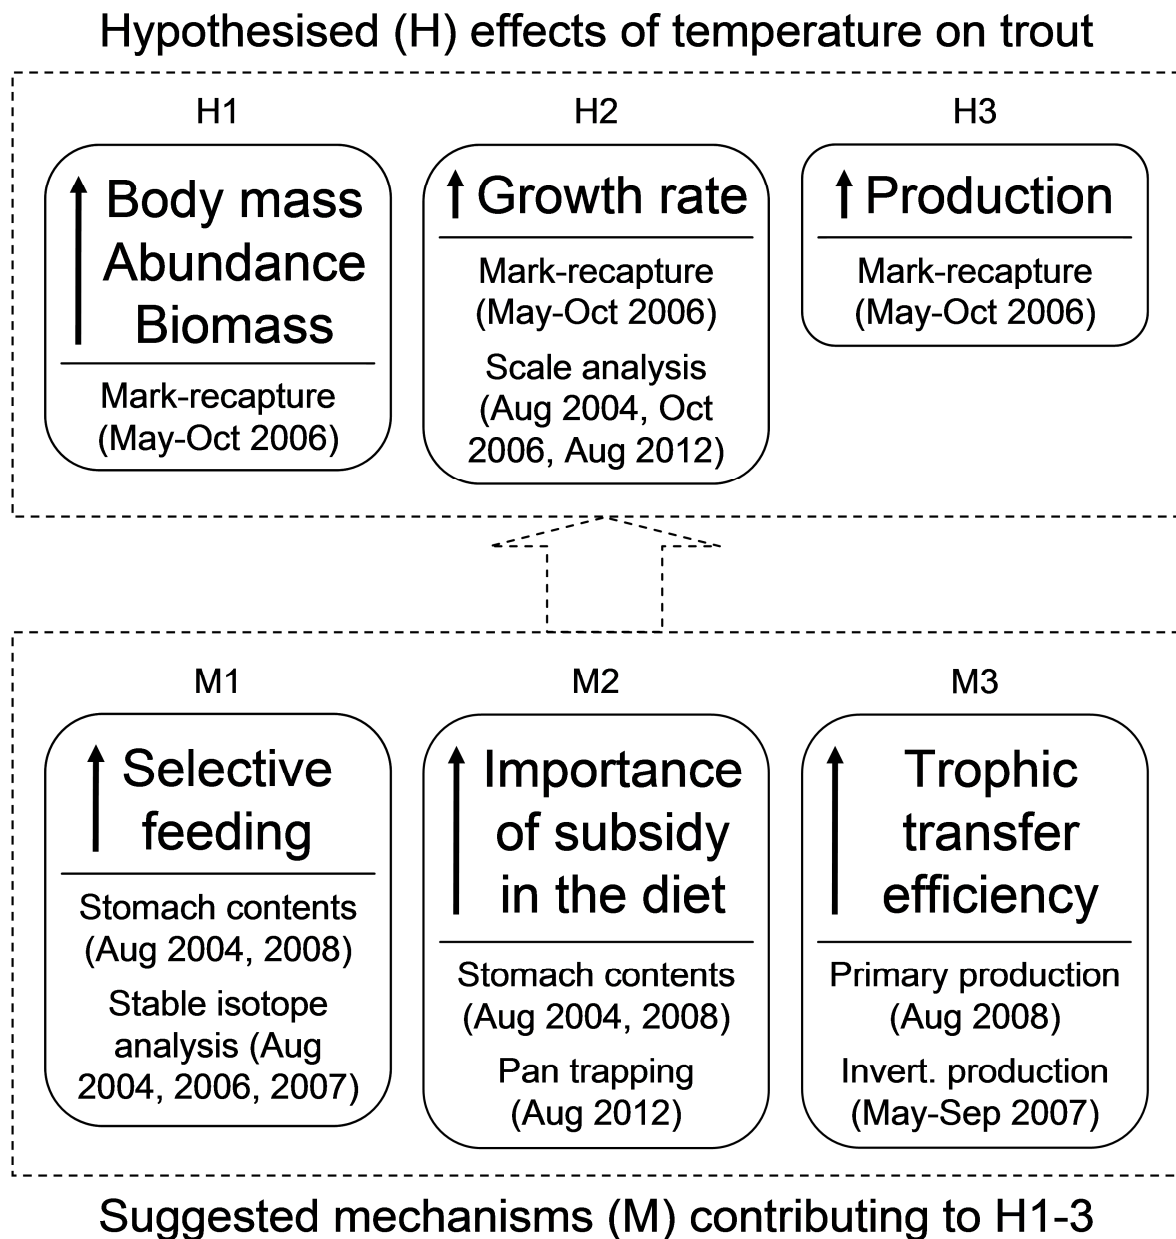 Hypothesised (H) effects of temperature on trout
H1
Body mass
Abundance
Biomass
Mark-recapture
(May-Oct 2006)
H2
Growth rate
Mark-recapture
(May-Oct 2006)
Scale analysis
(Aug 2004, Oct
2006, Aug 2012)
H3
Production
Mark-recapture
(May-Oct 2006)
M1
Selective
feeding
Stomach contents
(Aug 2004, 2008)
Stable isotope
analysis (Aug
2004, 2006, 2007)
M2
Importance
of subsidy
in the diet
Stomach contents
(Aug 2004, 2008)
Pan trapping
(Aug 2012)
M3
Trophic
transfer
efficiency
Primary production
(Aug 2008)
Invert. production
(May-Sep 2007)
Suggested mechanisms (M) contributing to H1-3